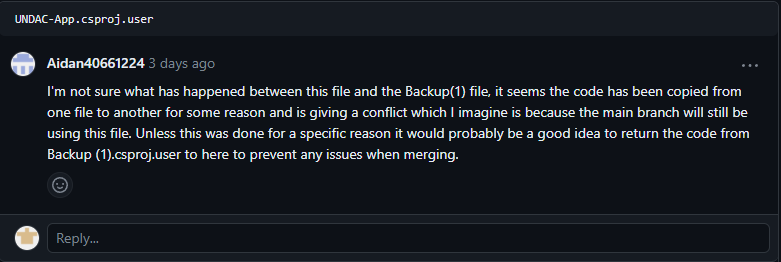 UNDAC-App.csproj.user
Aidan40661224 3 days ago
I'm not sure what has happened between this file and the Backup(1) file, it seems the code has been copied from
one file to another for some reason and is giving a conflict which I imagine is because the main branch will still be
using this file. Unless this was done for a specific reason it would probably be a good idea to return the code from
Backup (1).csproj.user to here to prevent any issues when merging.
Reply...